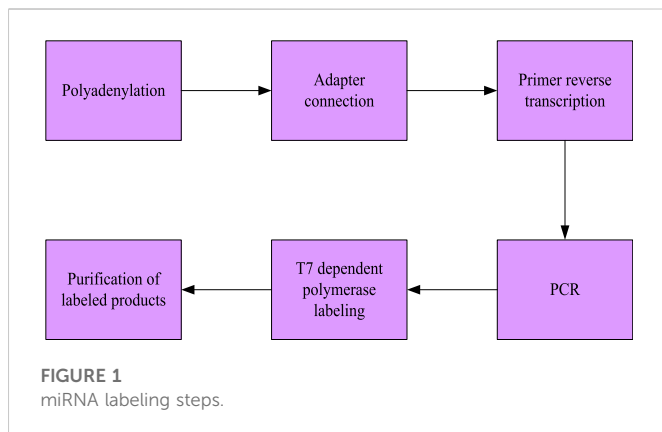 Polyadenylation
Adapter
connection
Primer reverse
transcription
Purification of
labeled products
T7 dependent
polymerase
labeling
PCR
FIGURE 1
miRNA labeling steps.